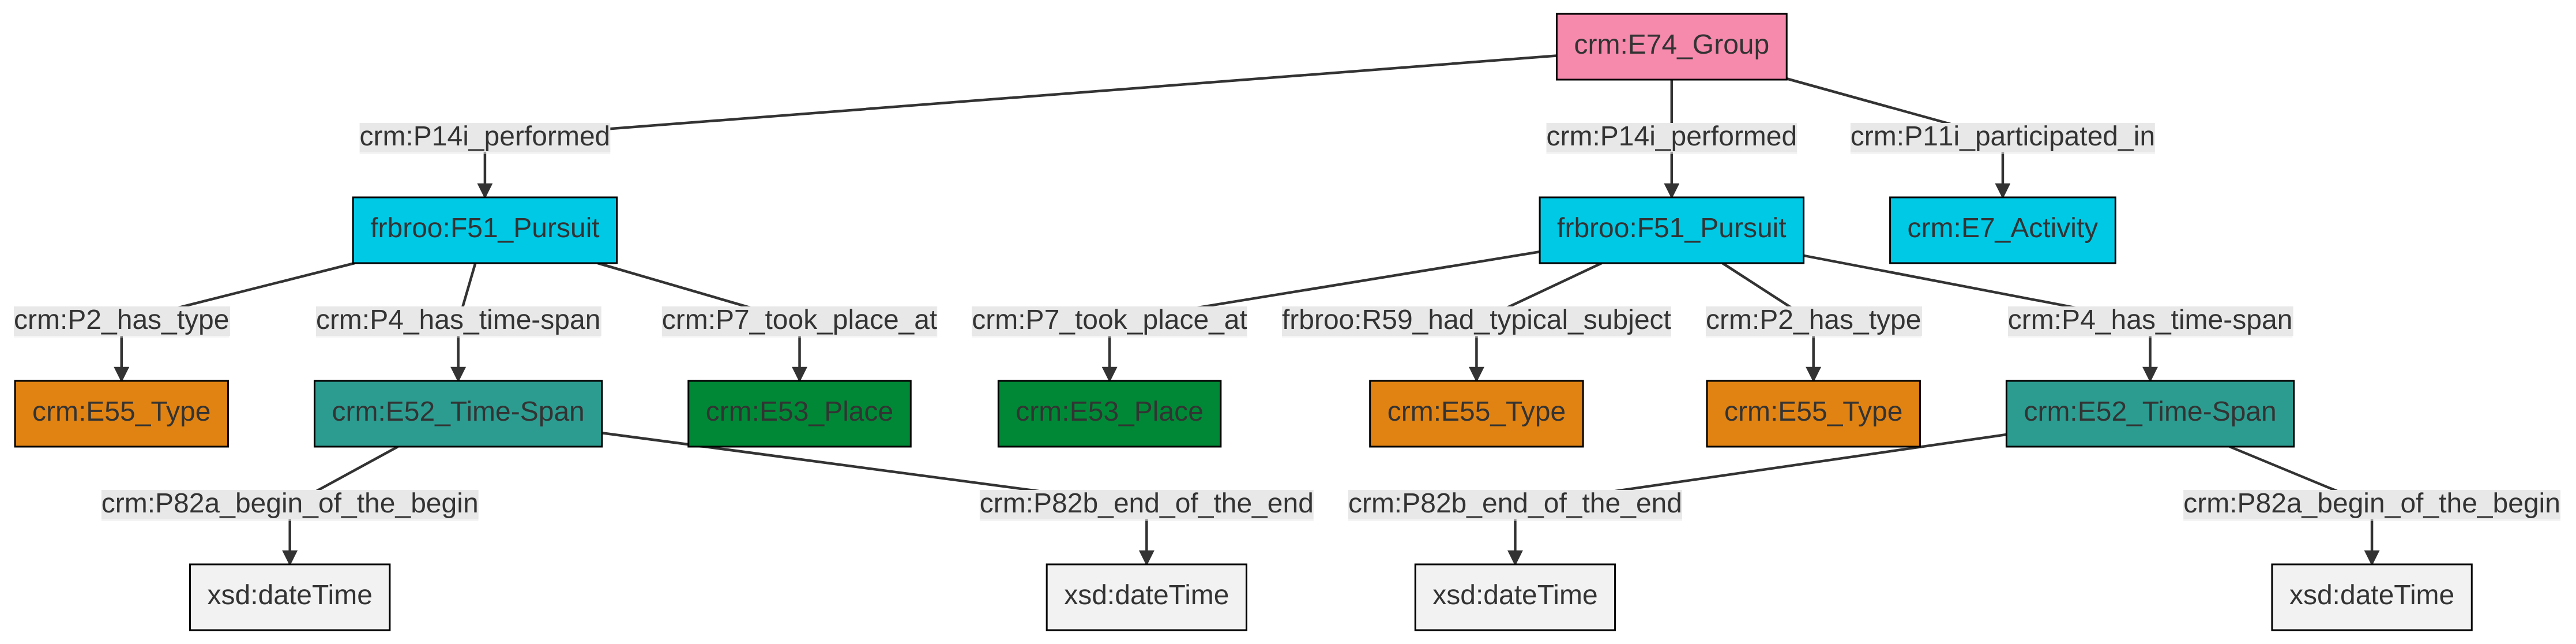 crm:E74_Group
crm:P14i_performed
crm:P14i_performed
crm:P11i_participated_in
frbroo:F51_Pursuit
frbroo:F51_Pursuit
crm:E7_Activity
crm:P2_has_type
crm:P4_has_time-span
crm:P7_took_place_at
crm:P7_took_place_at
frbroo:R59_had_typical_subject
crm:P2_has_type
crm:P4_has_time-span
crm:E55_Type
crm:E52_Time-Span
crm:E53_Place
crm:E53_Place
crm:E55_Type
crm:E55_Type
crm:E52_Time-Span
crm:P82a_begin_of_the_begin
crm:P82b_end_of_the_end
crm:P82b_end_of_the_end
crm:P82a_begin_of_the_begin
xsd:dateTime
xsd:dateTime
xsd:dateTime
xsd:dateTime